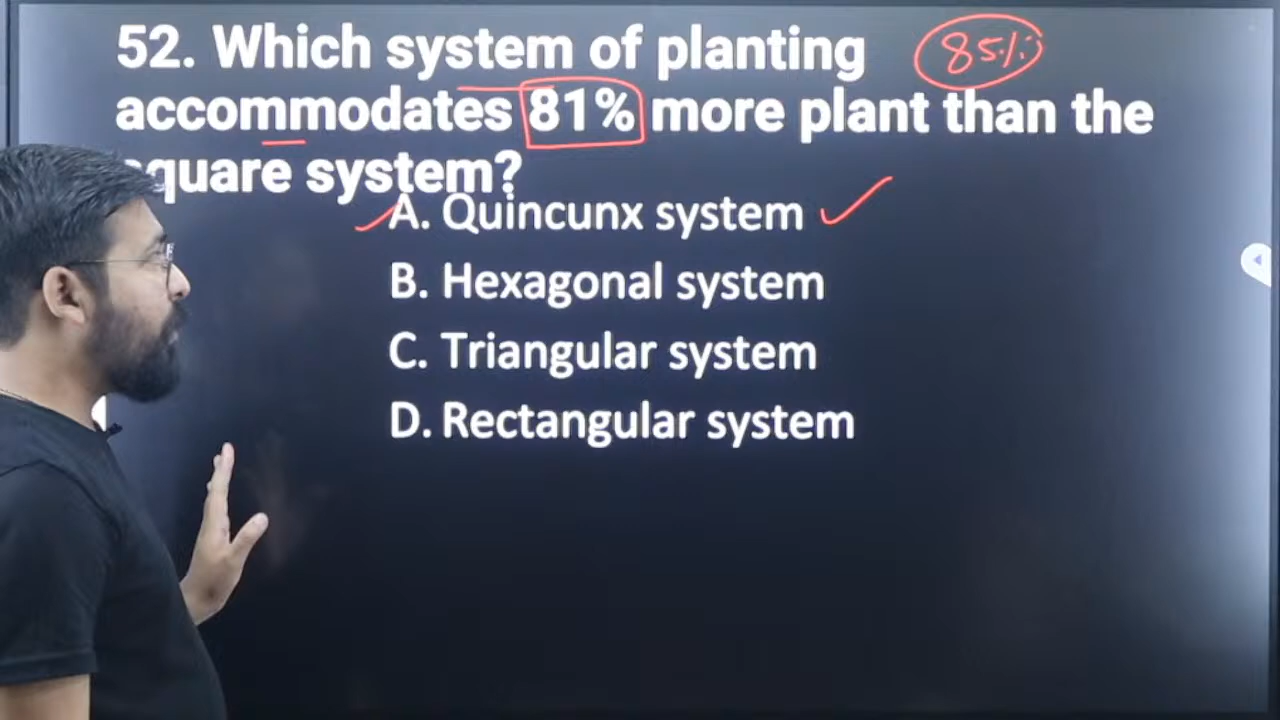 52. Which system of planting
85%
accommodates 81% more plant than the
square system?
A. Quincunx system
B. Hexagonal system
C. Triangular system
D. Rectangular system